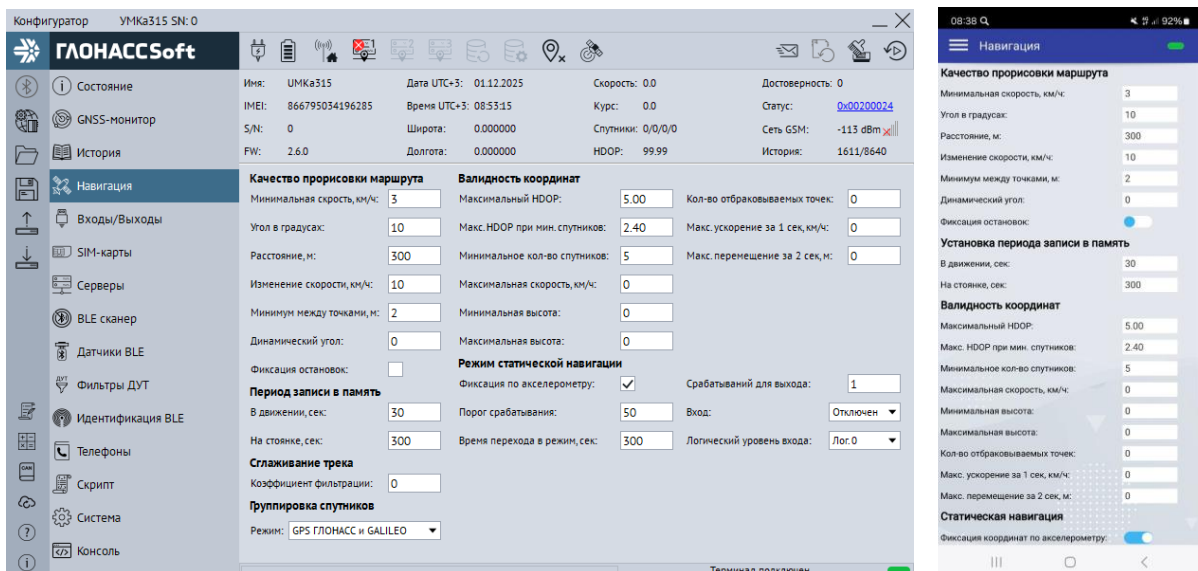 Конфигуратор УМКа315 SN: 0
ГЛОНАССSoft
Имя: UMKa315 Дата UTC+3: 01.12.2025 Скорость: 0.0 Достоверность: 0
IMEI: 866795034196285 Время UTC+3: 08:53:15 Курс: 0.0 Статус: 0x00200024
S/N: 0 Широта: 0.000000 Спутники: 0/0/0/0 Сеть GSM: -113 dBm
FW: 2.6.0 Долгота: 0.000000 HDOP: 99.99 История: 1611/8640
Состояние
GNSS-монитор
История
Навигация
Входы/Выходы
SIM-карты
Серверы
BLE сканер
Датчики BLE
ДУТ Фильтры ДУТ
Идентификация BLE
Телефоны
CAN
Скрипт
Система
Консоль
Качество прорисовки маршрута Валидность координат
Минимальная скрость, км/ч: 3 Максимальный HDOP: 5.00 Кол-во отбраковываемых точек: 0
Угол в градусах: 10 Макс.HDOP при мин. спутников: 2.40 Макс. ускорение за 1 сек, км/ч: 0
Расстояние, м: 300 Минимальное кол-во спутников: 5 Макс. перемещение за 2 сек, м: 0
Изменение скорости, км/ч: 10 Максимальная скорость, км/ч: 0
Минимум между точками, м: 2 Минимальная высота: 0
Динамический угол: 0 Максимальная высота: 0
Фиксация остановок: Режим статической навигации
Фиксация по акселерометру: Срабатываний для выхода: 1
Период записи в память
В движении, сек: 30 Порог срабатывания: 50 Вход: Отключен
На стоянке, сек: 300 Время перехода в режим, сек: 300 Логический уровень входа: Лог.0
Сглаживание трека
Коэффициент фильтрации: 0
Группировка спутников
Режим: GPS ГЛОНАСС и GALILEO
Терминал подключен
08:38 92%
Навигация
Качество прорисовки маршрута
Минимальная скорость, км/ч: 3
Угол в градусах: 10
Расстояние, м: 300
Изменение скорости, км/ч: 10
Минимум между точками, м: 2
Динамический угол: 0
Фиксация остановок:
Установка периода записи в память
В движении, сек: 30
На стоянке, сек: 300
Валидность координат
Максимальный HDOP: 5.00
Макс. HDOP при мин. спутников: 2.40
Минимальное кол-во спутников: 5
Максимальная скорость, км/ч: 0
Минимальная высота: 0
Максимальная высота: 0
Кол-во отбраковываемых точек: 0
Макс. ускорение за 1 сек, км/ч: 0
Макс. перемещение за 2 сек, м: 0
Статическая навигация
Фиксация координат по акселерометру: